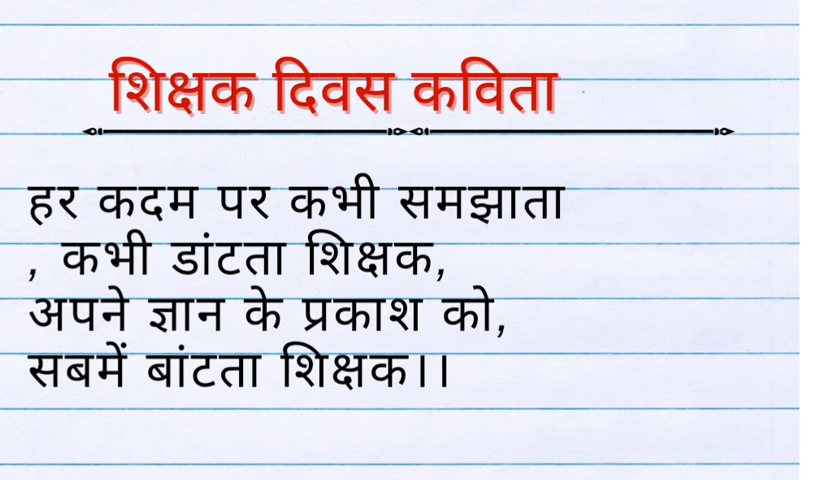 शिक्षक दिवस कविता
हर कदम पर कभी समझाता
, कभी डांटता शिक्षक,
अपने ज्ञान के प्रकाश को,
सबमें बांटता शिक्षक।।